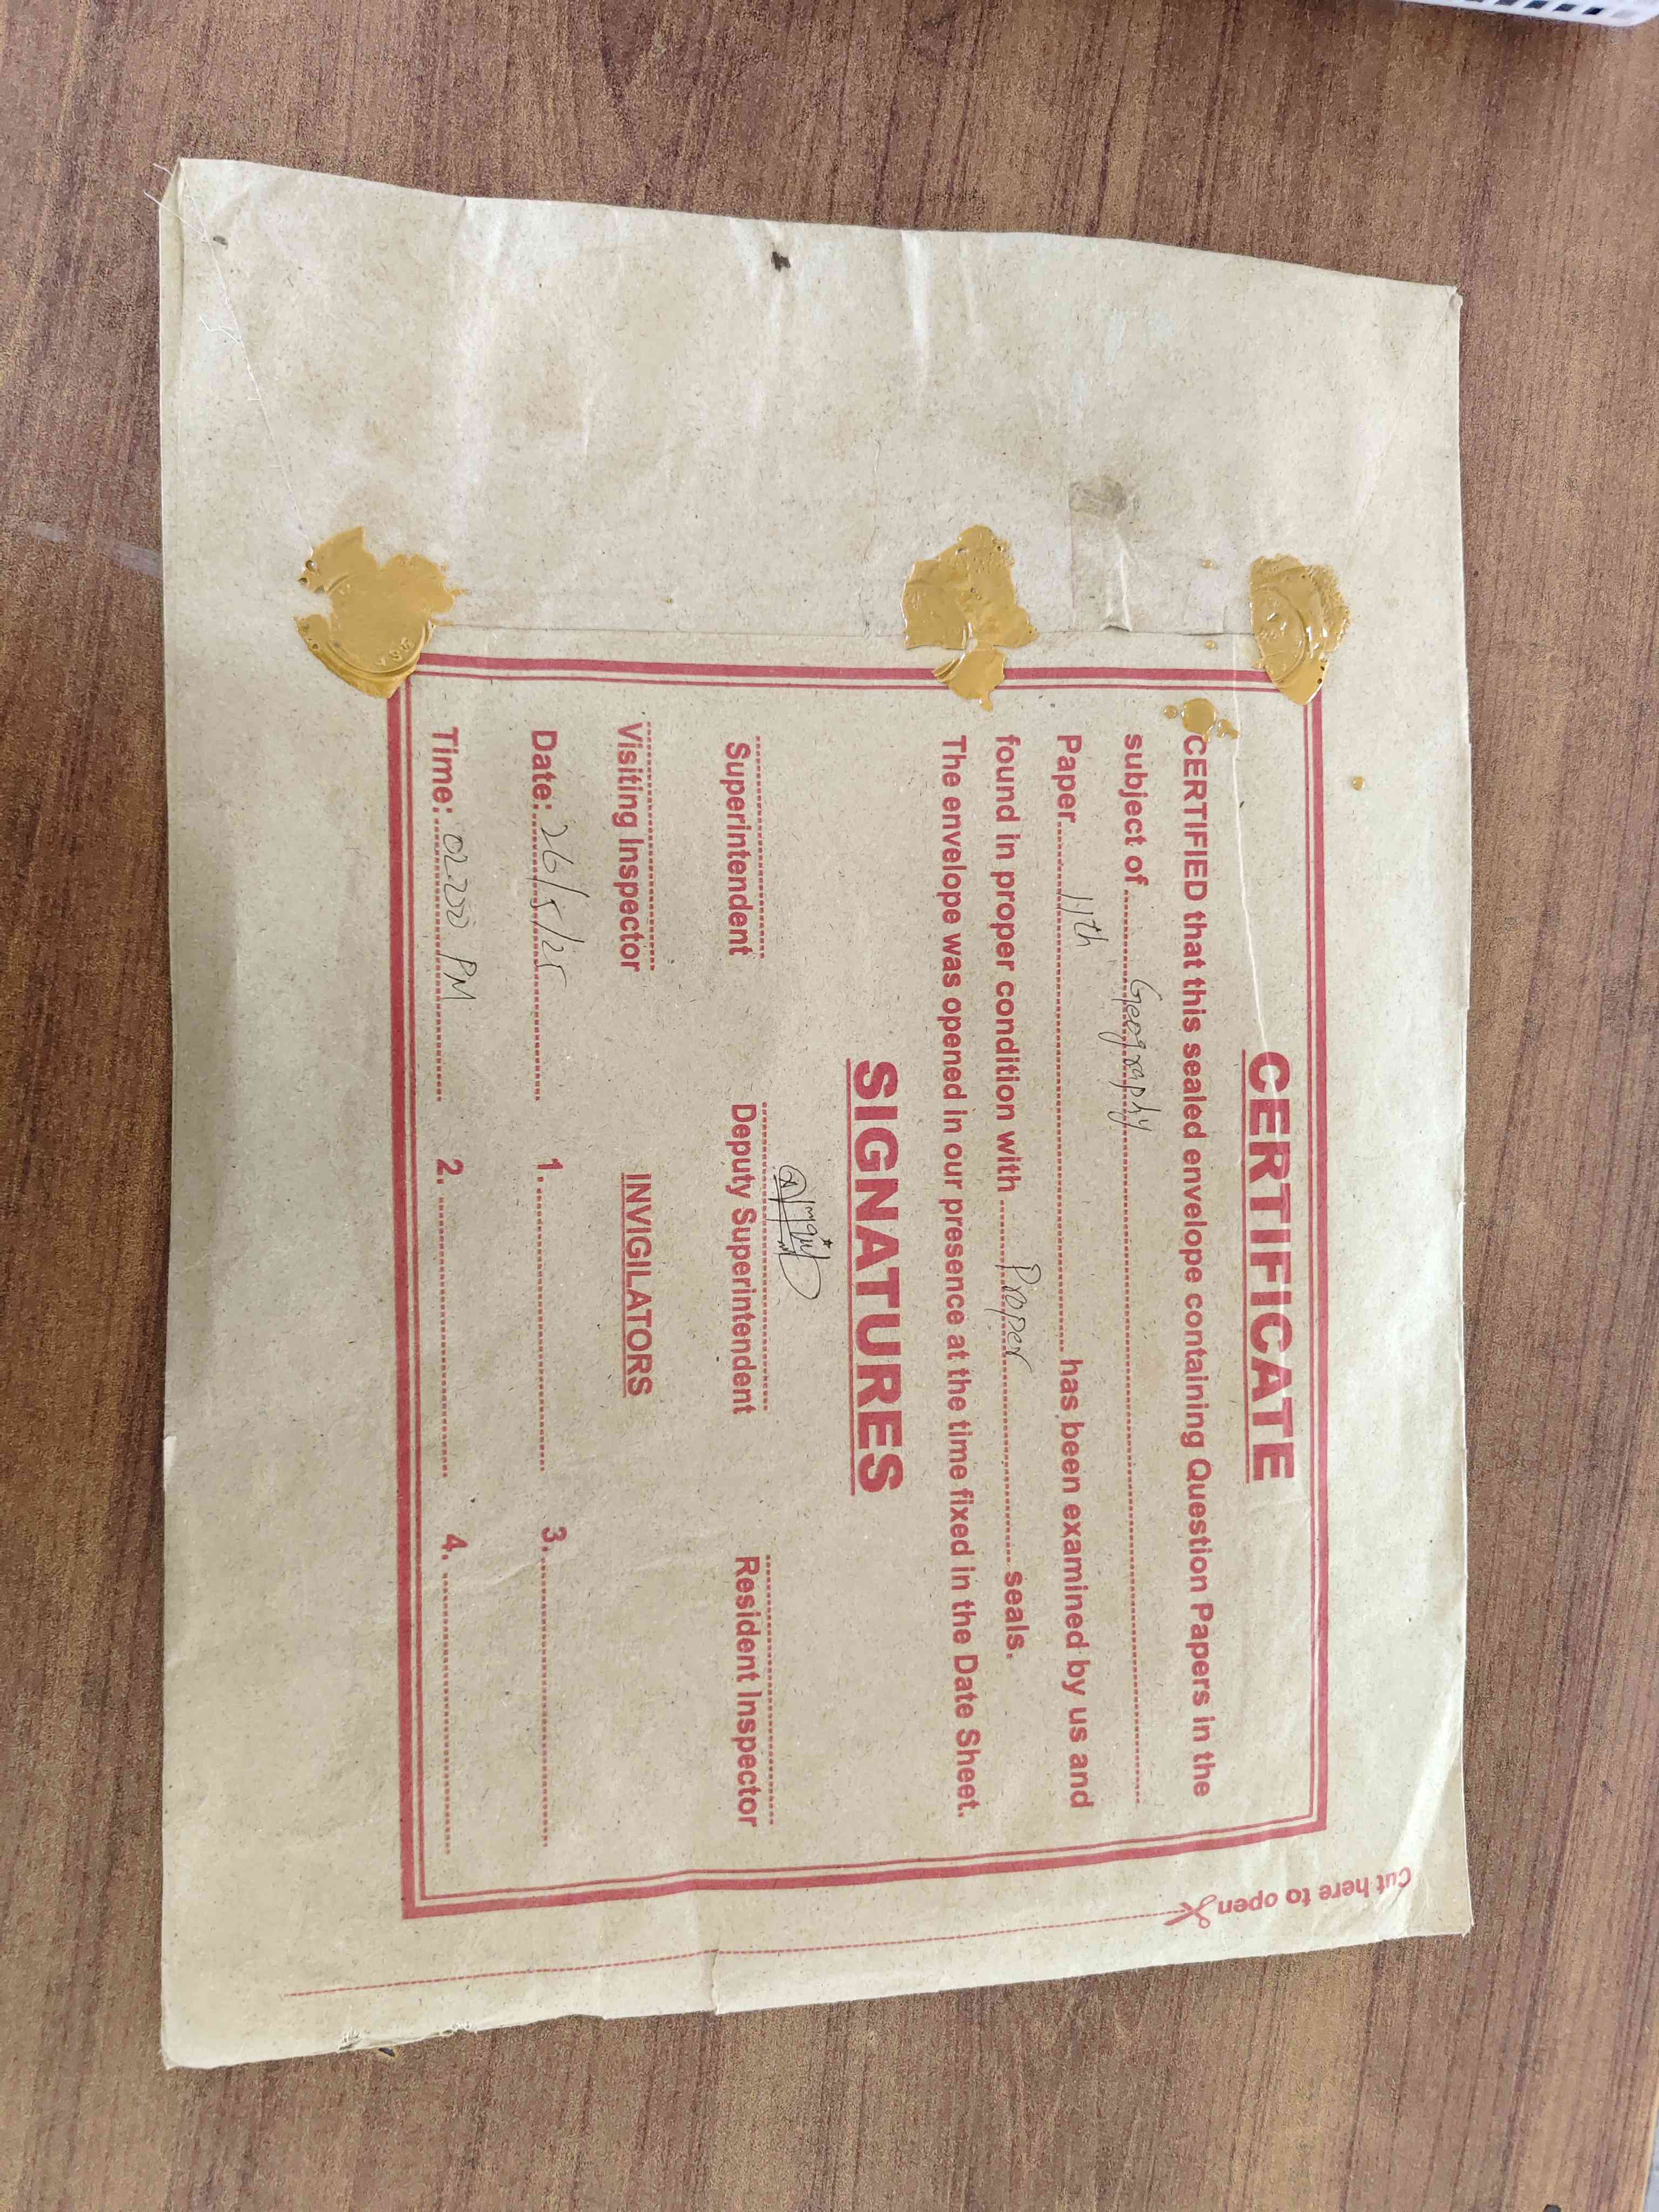 CERTIFICATE
CERTIFIED that this sealed envelope containing Question Papers in the
subject of Geography
Paper 11th has been examined by us and
found in proper condition with Proper seals.
The envelope was opened in our presence at the time fixed in the Date Sheet.
SIGNATURES
Superintendent Deputy Superintendent Resident Inspector
Visiting Inspector INVIGILATORS
Date: 26/5/25 1. 3.
Time: 02:00 PM 2. 4.
Cut here to open